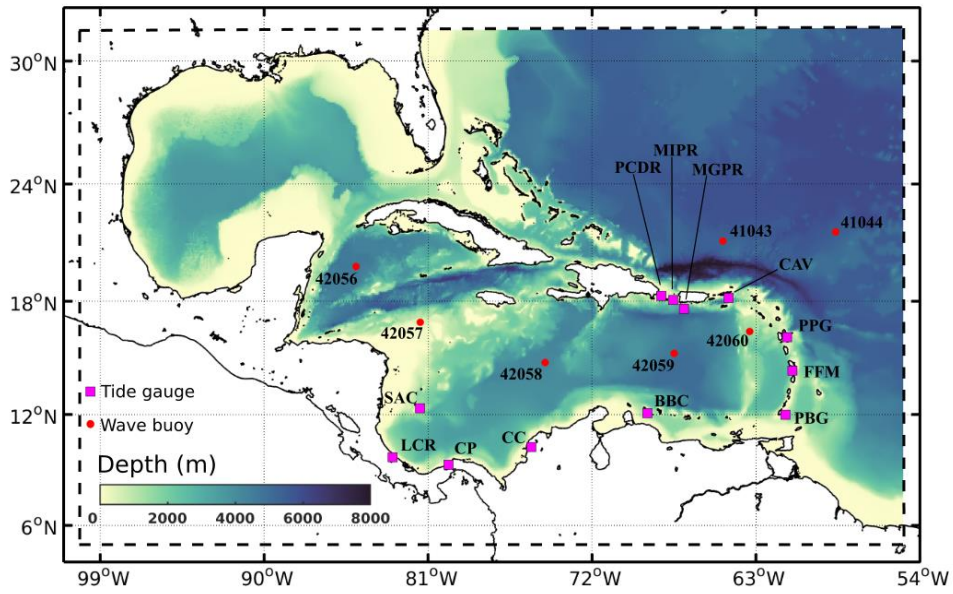 30°N
24°N
18°N
12°N
6°N
MIPR
PCDR
MGPR
41043
41044
42056
CAV
42057
PPG
42060
42059
42058
FFM
Tide gauge
SAC
BBC
PBG
Wave buoy
LCR
CP
CC
Depth (m)
0 2000 4000 6000 8000
99°W 90°W 81°W 72°W 63°W 54°W